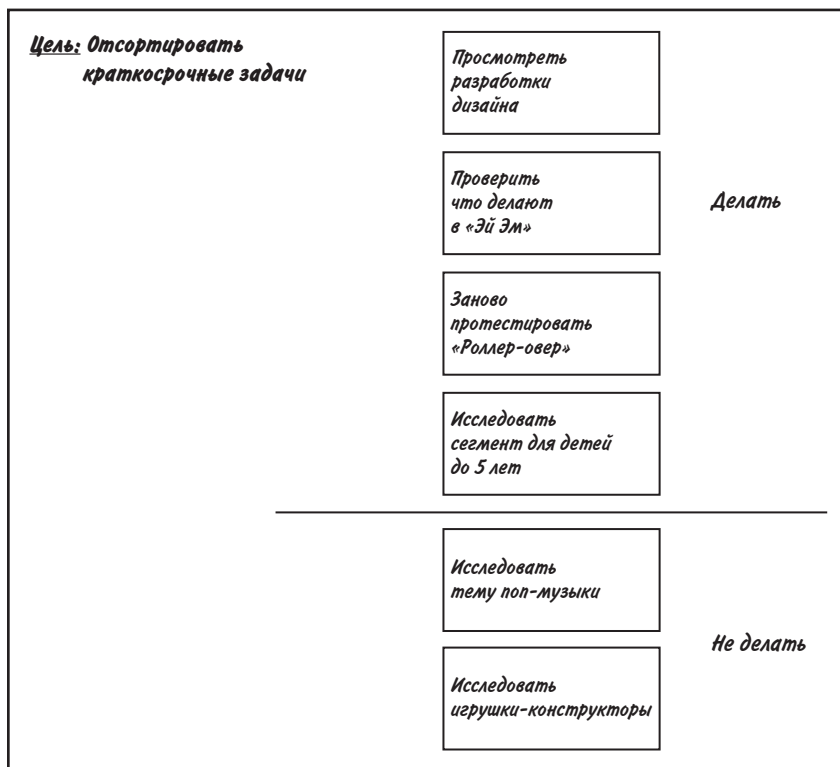 Цель: Отсортировать
краткосрочные задачи
Просмотреть
разработки
дизайна
Проверить
что делают
в «Эй Эм»
Делать
Заново
протестировать
«Роллер-овер»
Исследовать
сегмент для детей
до 5 лет
Исследовать
тему поп-музыки
Не делать
Исследовать
игрушки-конструкторы